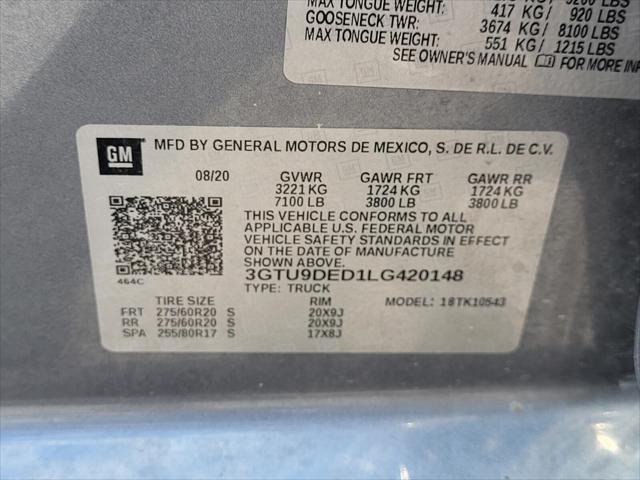 MAX TONGUE WEIGHT:
417 KG/ 920 LBS
GOOSENECK TWR: 3674 KG/ 8100 LBS
MAX TONGUE WEIGHT: 551 KG/ 1215 LBS
SEE OWNER'S MANUAL FOR MORE INF
GM MFD BY GENERAL MOTORS DE MEXICO, S. DE R.L. DE C.V.
08/20 GVWR GAWR FRT GAWR RR
3221 KG 1724 KG 1724 KG
7100 LB 3800 LB 3800 LB
THIS VEHICLE CONFORMS TO ALL
APPLICABLE U.S. FEDERAL MOTOR
VEHICLE SAFETY STANDARDS IN EFFECT
ON THE DATE OF MANUFACTURE
SHOWN ABOVE.
464C 3GTU9DED1LG420148
TYPE: TRUCK
TIRE SIZE RIM MODEL: 18TK10543
FRT 275/60R20 S 20X9J
RR 275/60R20 S 20X9J
SPA 255/80R17 S 17X8J